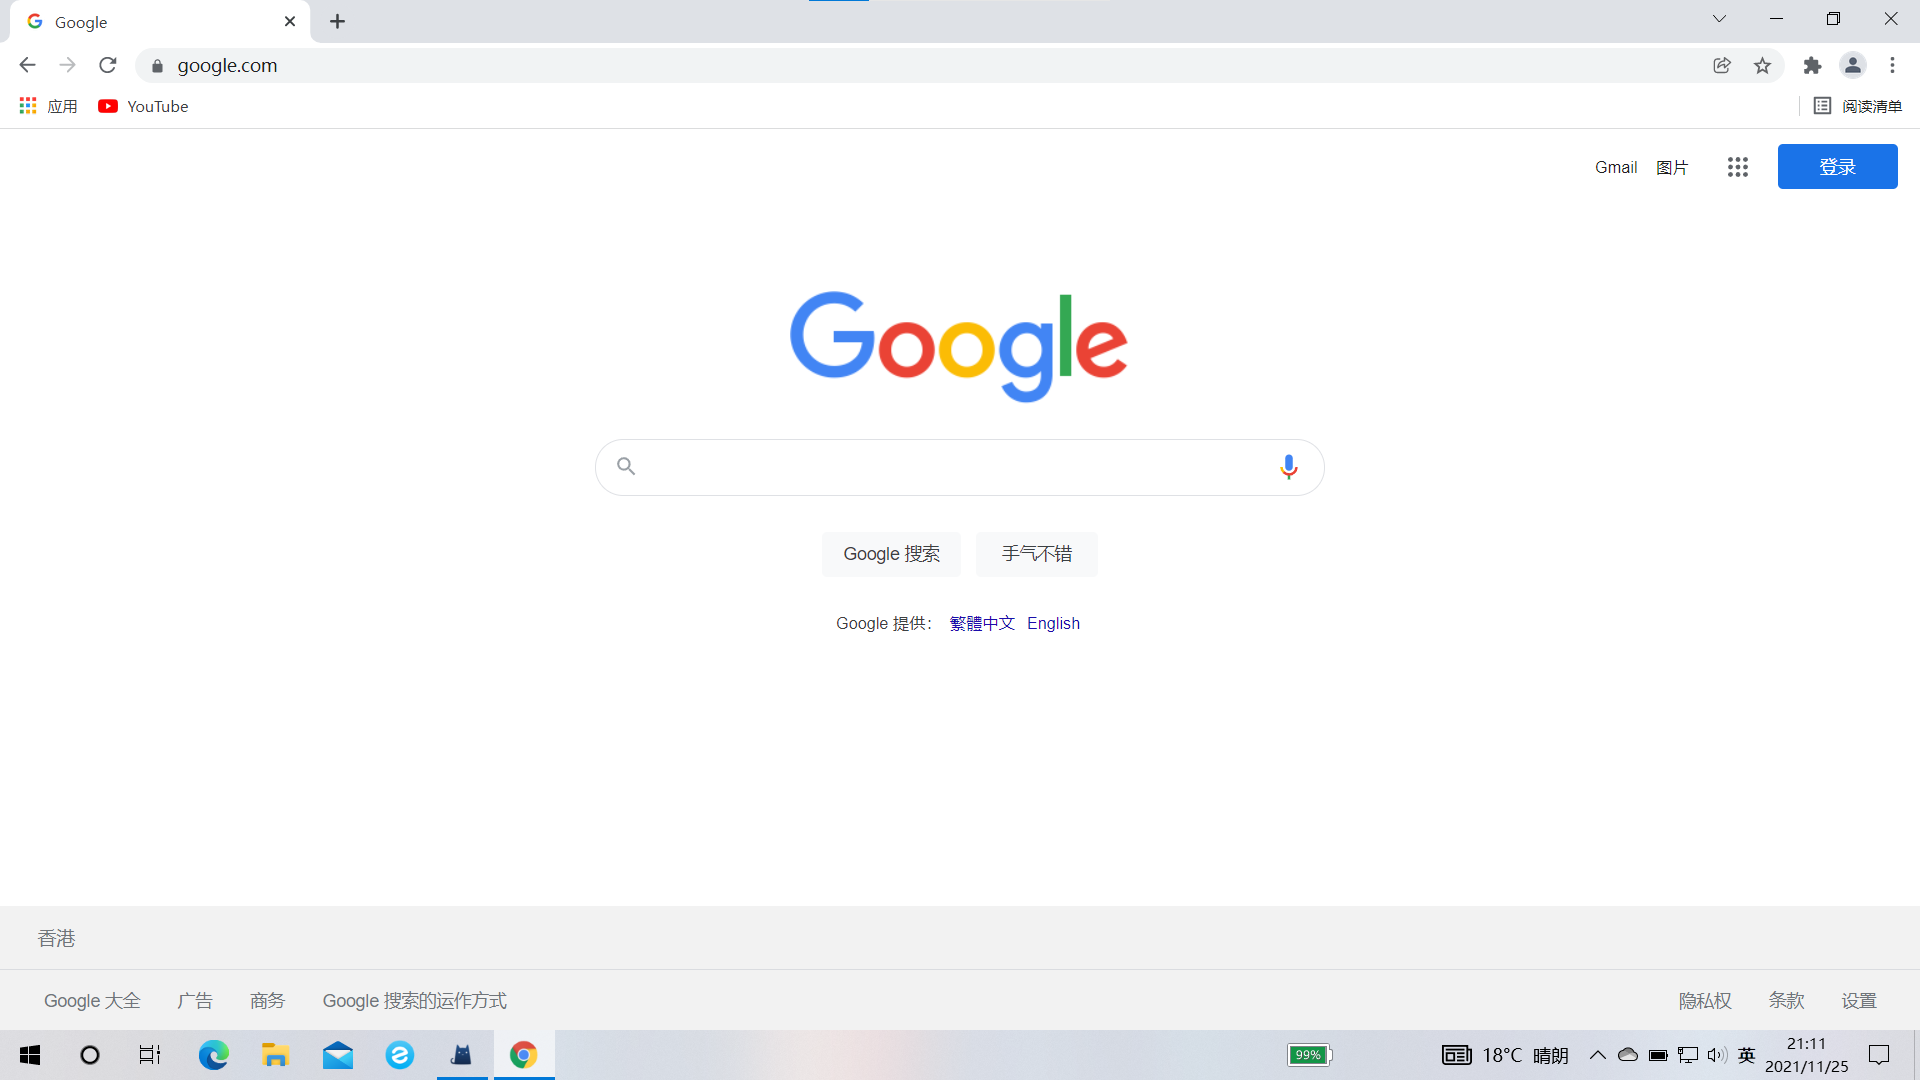 Google
google.com
应用 YouTube 阅读清单
Gmail 图片 登录
Google
Google 搜索 手气不错
Google 提供： 繁體中文 English
香港
Google 大全 广告 商务 Google 搜索的运作方式 隐私权 条款 设置
99% 18°C 晴朗 英 21:11
2021/11/25